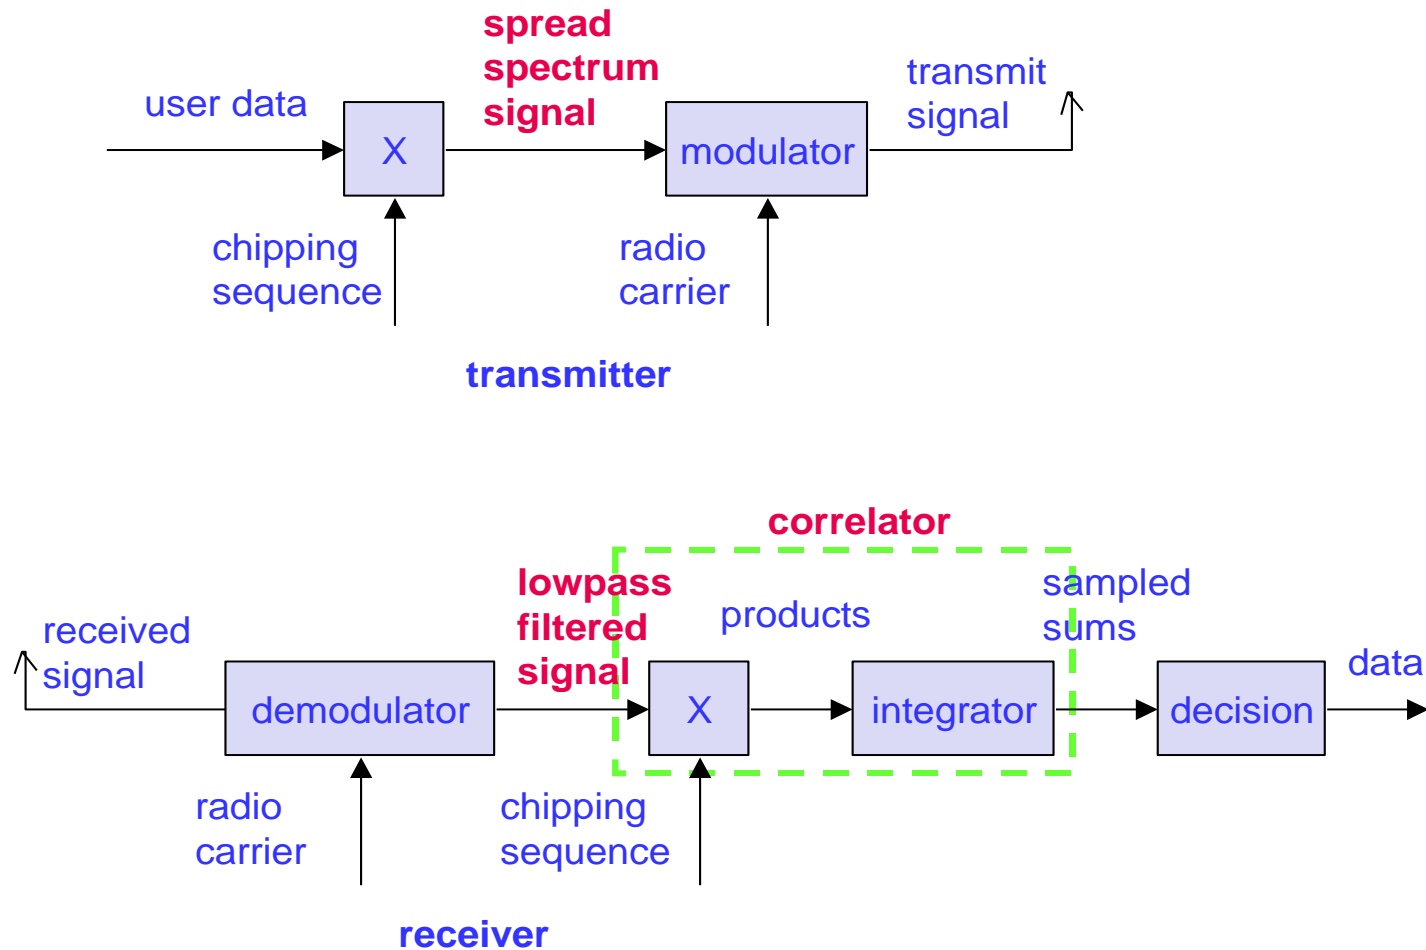 spread
spectrum
signal
user data
transmit
signal
X
modulator
chipping
sequence
radio
carrier
transmitter
correlator
lowpass
filtered
signal
products
sampled
sums
received
signal
data
demodulator
X
integrator
decision
radio
carrier
chipping
sequence
receiver